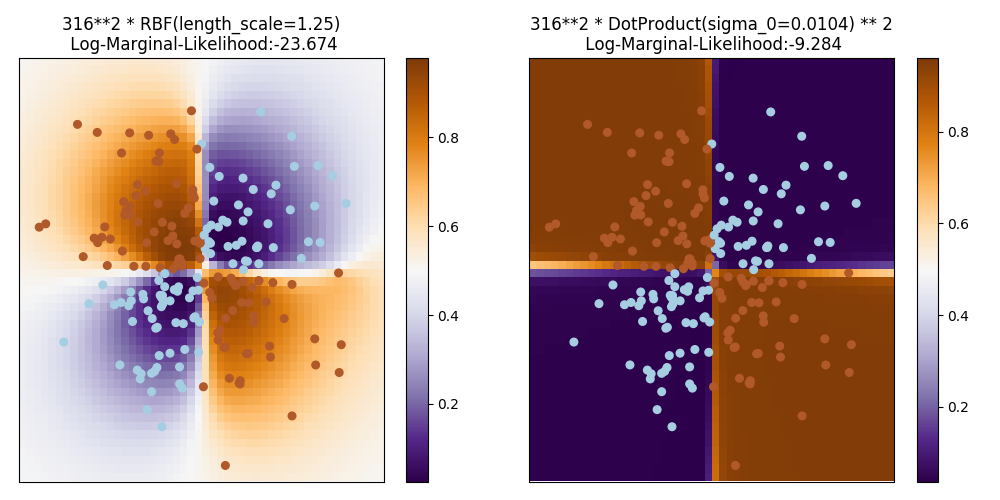 316**2 * RBF(length_scale=1.25)
Log-Marginal-Likelihood:-23.674
0.8
0.6
0.4
0.2
316**2 * DotProduct(sigma_0=0.0104) ** 2
Log-Marginal-Likelihood:-9.284
0.8
0.6
0.4
0.2